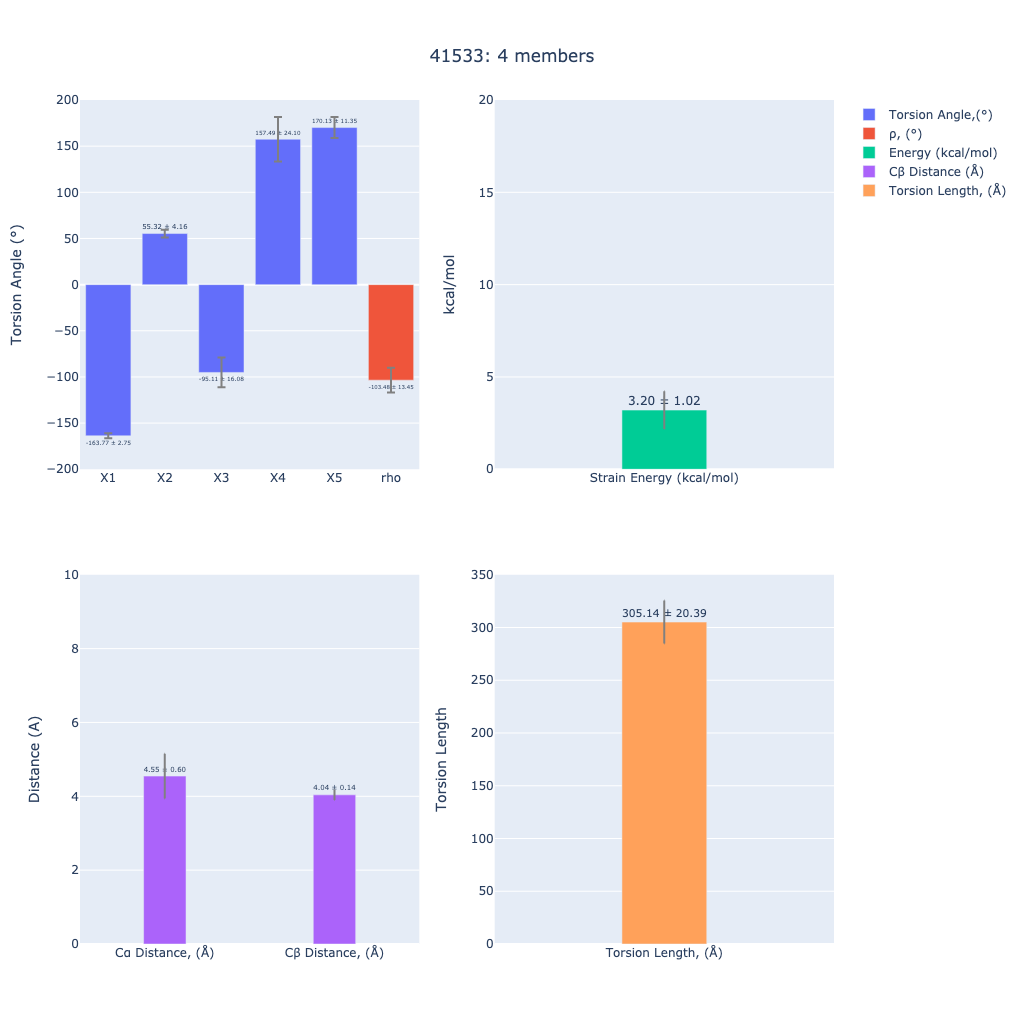 41533: 4 members
Torsion Angle (°)
200
150
100
50
0
−50
−100
−150
−200
-163.77 ± 2.75
55.32 ± 4.16
-95.11 ± 16.08
157.49 ± 24.10
170.13 ± 11.35
-103.48 ± 13.45
X1
X2
X3
X4
X5
rho
kcal/mol
20
15
10
5
0
3.20 ± 1.02
Strain Energy (kcal/mol)
Torsion Angle,(°)
ρ, (°)
Energy (kcal/mol)
Cβ Distance (Å)
Torsion Length, (Å)
Distance (A)
10
8
6
4
2
0
4.55 ± 0.60
4.04 ± 0.14
Cα Distance, (Å)
Cβ Distance, (Å)
Torsion Length
350
300
250
200
150
100
50
0
305.14 ± 20.39
Torsion Length, (Å)